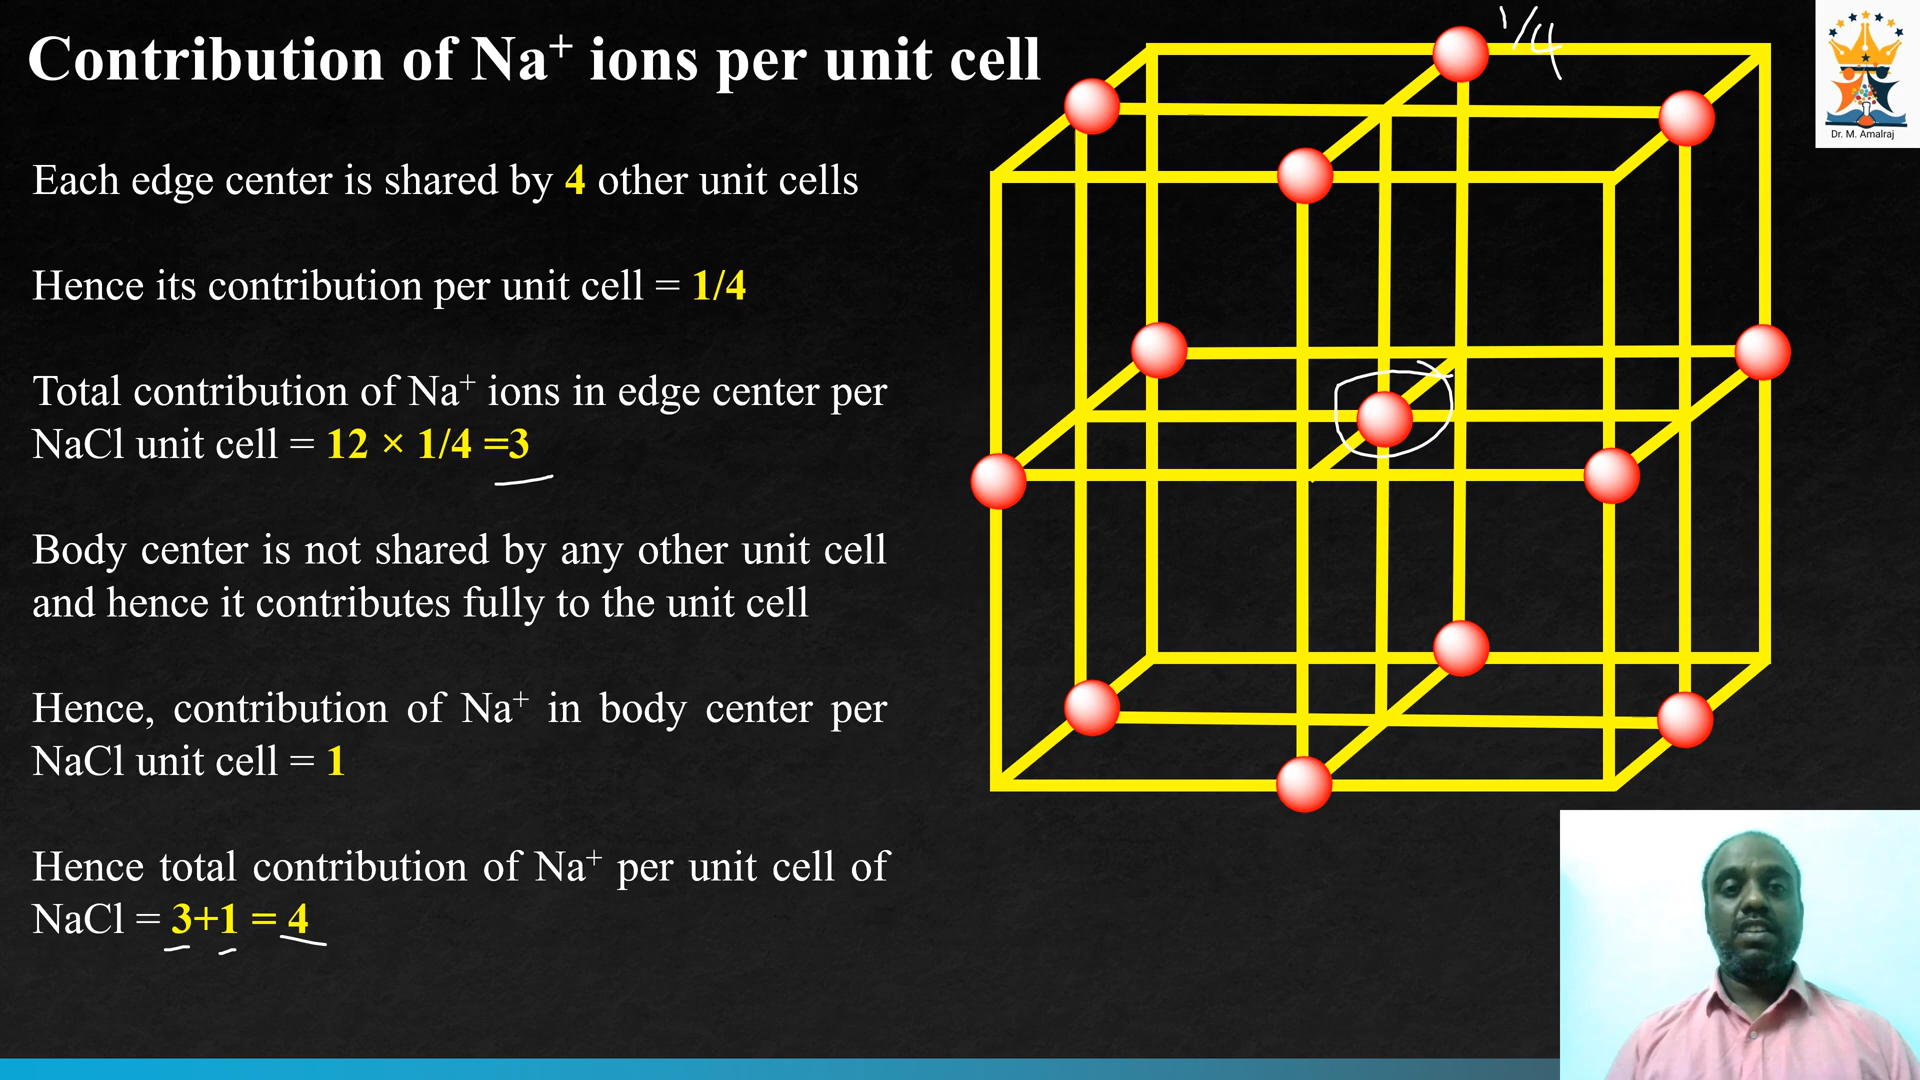 Contribution of Na⁺ ions per unit cell
1/4
Dr. M. Amalraj
Each edge center is shared by 4 other unit cells
Hence its contribution per unit cell = 1/4
Total contribution of Na⁺ ions in edge center per
NaCl unit cell = 12 × 1/4 =3
Body center is not shared by any other unit cell
and hence it contributes fully to the unit cell
Hence, contribution of Na⁺ in body center per
NaCl unit cell = 1
Hence total contribution of Na⁺ per unit cell of
NaCl = 3+1 = 4